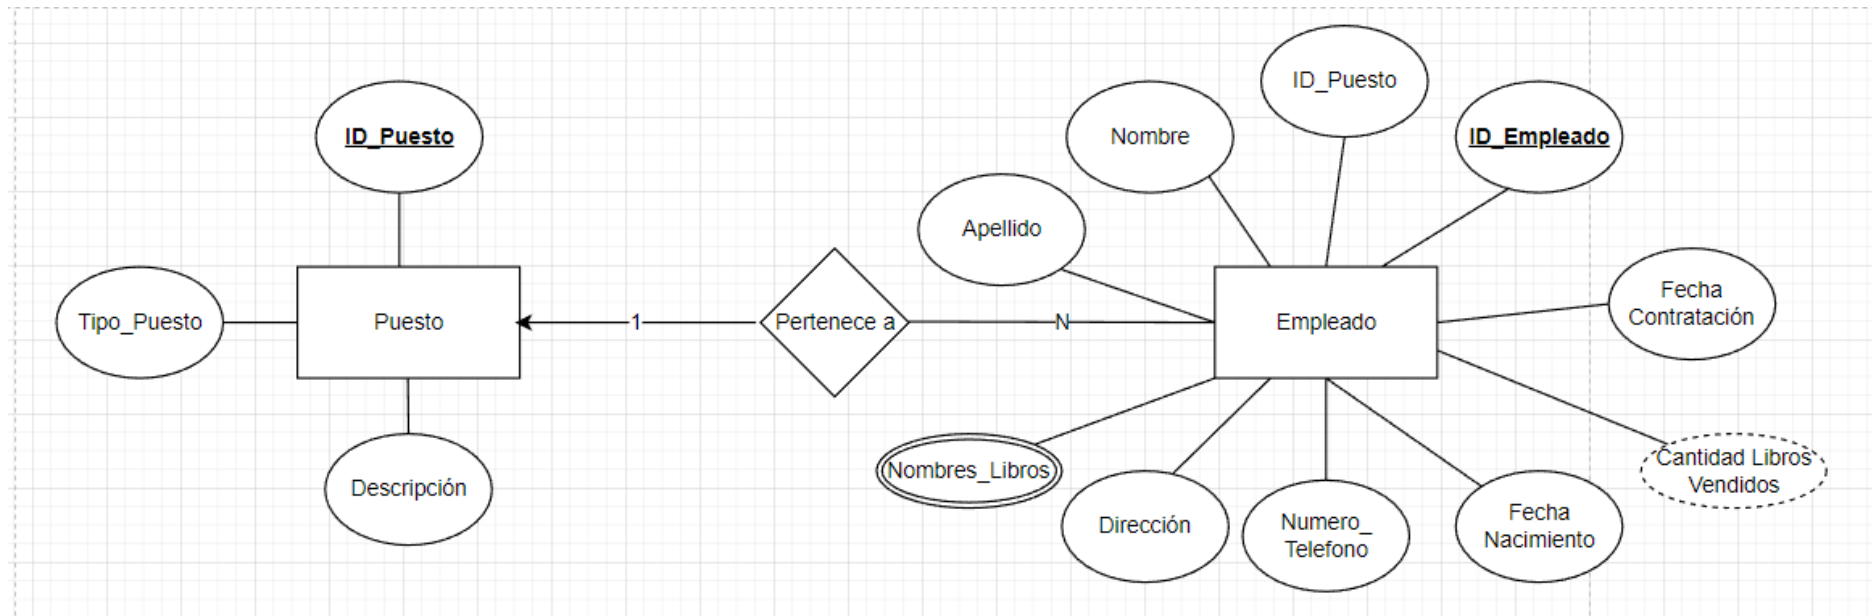 ID_Puesto
Tipo_Puesto
Puesto
Descripción
1
Pertenece a
N
Apellido
Nombre
ID_Puesto
ID_Empleado
Empleado
Fecha
Contratación
Nombres_Libros
Dirección
Numero_
Telefono
Fecha
Nacimiento
Cantidad Libros
Vendidos